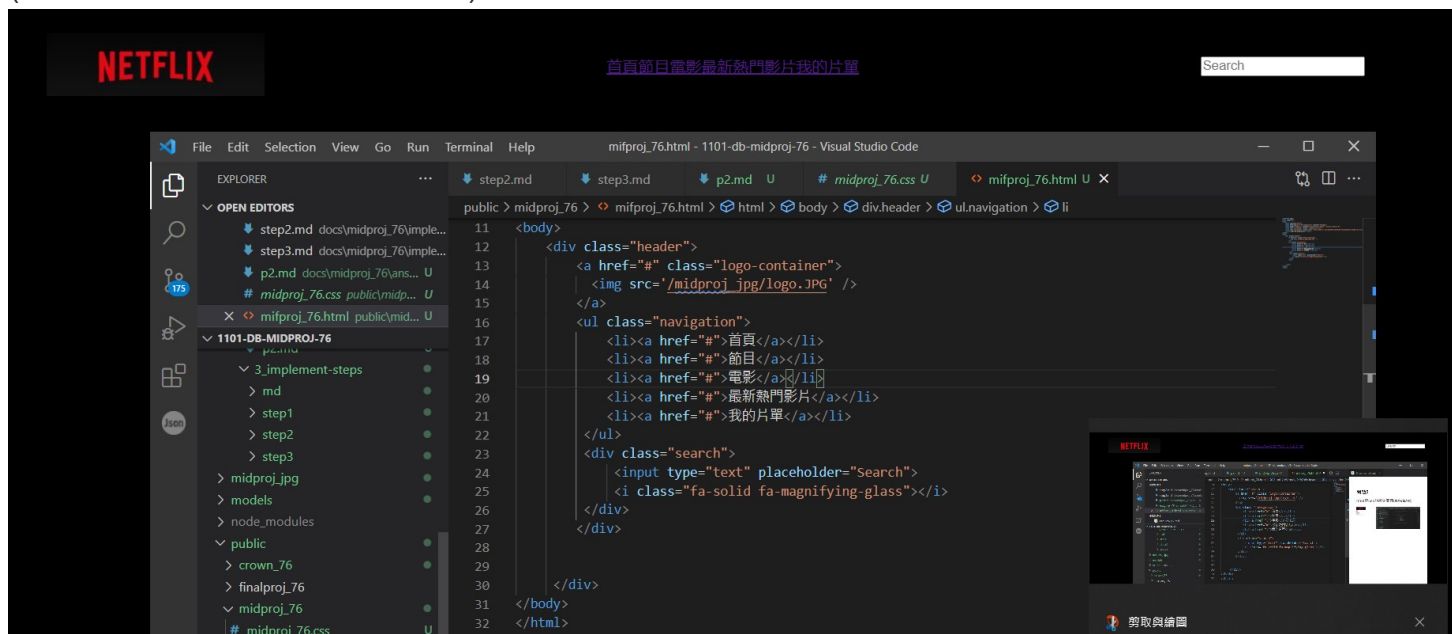 NETFLIX
首頁節目電影最新熱門影片我的片單
Search
File Edit Selection View Go Run Terminal Help
mifproj_76.html - 1101-db-midproj-76 - Visual Studio Code
EXPLORER
step2.md
step3.md
p2.md U
# midproj_76.css U
mifproj_76.html U
OPEN EDITORS
public > midproj_76 > mifproj_76.html > html > body > div.header > ul.navigation > li
step2.md docs\midproj_76\imple...
step3.md docs\midproj_76\imple...
p2.md docs\midproj_76\ans... U
# midproj_76.css public\midp... U
mifproj_76.html public\mid... U
175
1101-DB-MIDPROJ-76
p2.md
3_implement-steps
md
step1
step2
step3
midproj_jpg
models
node_modules
public
crown_76
finalproj_76
midproj_76
# midproj_76.css U
Json
11 <body>
12 <div class="header">
13 <a href="#" class="logo-container">
14 <img src='/midproj_jpg/logo.JPG' />
15 </a>
16 <ul class="navigation">
17 <li><a href="#">首頁</a></li>
18 <li><a href="#">節目</a></li>
19 <li><a href="#">電影</a></li>
20 <li><a href="#">最新熱門影片</a></li>
21 <li><a href="#">我的片單</a></li>
22 </ul>
23 <div class="search">
24 <input type="text" placeholder="Search">
25 <i class="fa-solid fa-magnifying-glass"></i>
26 </div>
27 </div>
28
29
30 </div>
31 </body>
32 </html>
NETFLIX
剪取與繪圖